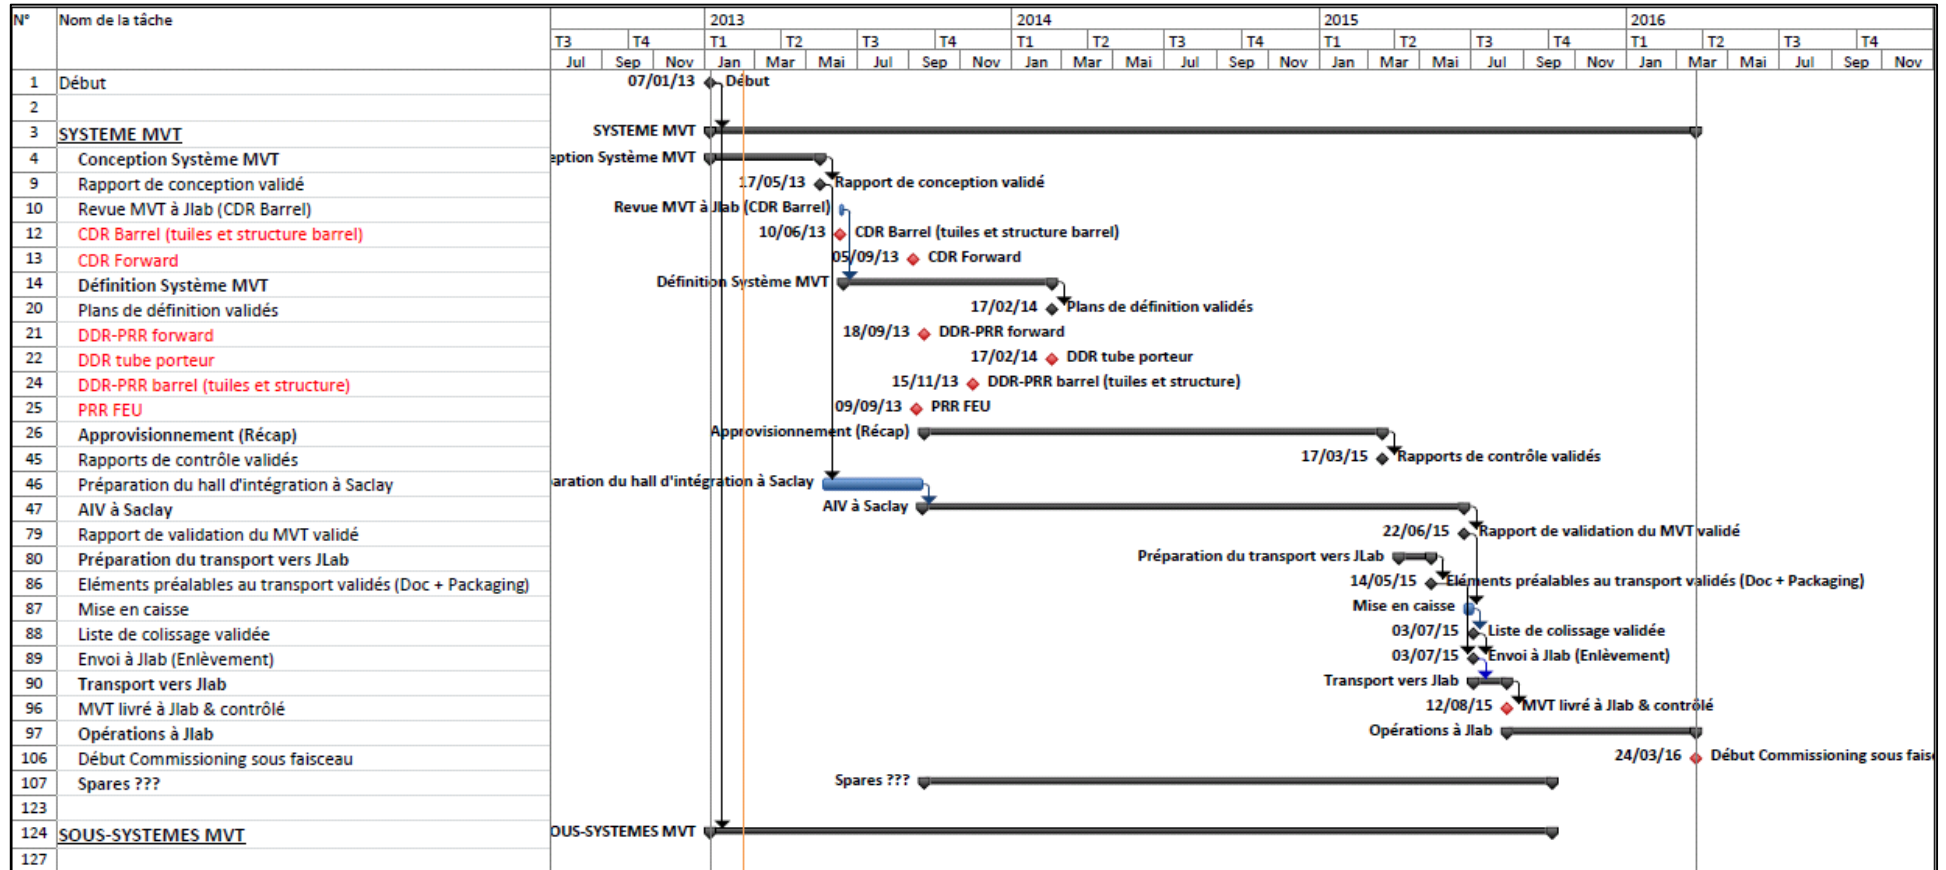 N° Nom de la tâche 2013 2014 2015 2016
T3 T4 T1 T2 T3 T4 T1 T2 T3 T4 T1 T2 T3 T4 T1 T2 T3 T4
Jul Sep Nov Jan Mar Mai Jul Sep Nov Jan Mar Mai Jul Sep Nov Jan Mar Mai Jul Sep Nov Jan Mar Mai Jul Sep Nov
1 Début 07/01/13 Début
2
3 SYSTEME MVT SYSTEME MVT
4 Conception Système MVT eption Système MVT
9 Rapport de conception validé 17/05/13 Rapport de conception validé
10 Revue MVT à Jlab (CDR Barrel) Revue MVT à Jlab (CDR Barrel)
12 CDR Barrel (tuiles et structure barrel) 10/06/13 CDR Barrel (tuiles et structure barrel)
13 CDR Forward 05/09/13 CDR Forward
14 Définition Système MVT Définition Système MVT
20 Plans de définition validés 17/02/14 Plans de définition validés
21 DDR-PRR forward 18/09/13 DDR-PRR forward
22 DDR tube porteur 17/02/14 DDR tube porteur
24 DDR-PRR barrel (tuiles et structure) 15/11/13 DDR-PRR barrel (tuiles et structure)
25 PRR FEU 09/09/13 PRR FEU
26 Approvisionnement (Récap) Approvisionnement (Récap)
45 Rapports de contrôle validés 17/03/15 Rapports de contrôle validés
46 Préparation du hall d'intégration à Saclay aration du hall d'intégration à Saclay
47 AIV à Saclay AIV à Saclay
79 Rapport de validation du MVT validé 22/06/15 Rapport de validation du MVT validé
80 Préparation du transport vers JLab Préparation du transport vers JLab
86 Eléments préalables au transport validés (Doc + Packaging) 14/05/15 Eléments préalables au transport validés (Doc + Packaging)
87 Mise en caisse Mise en caisse
88 Liste de colissage validée 03/07/15 Liste de colissage validée
89 Envoi à Jlab (Enlèvement) 03/07/15 Envoi à Jlab (Enlèvement)
90 Transport vers Jlab Transport vers Jlab
96 MVT livré à Jlab & contrôlé 12/08/15 MVT livré à Jlab & contrôlé
97 Opérations à Jlab Opérations à Jlab
106 Début Commissioning sous faisceau 24/03/16 Début Commissioning sous fais
107 Spares ??? Spares ???
123
124 SOUS-SYSTEMES MVT OUS-SYSTEMES MVT
127